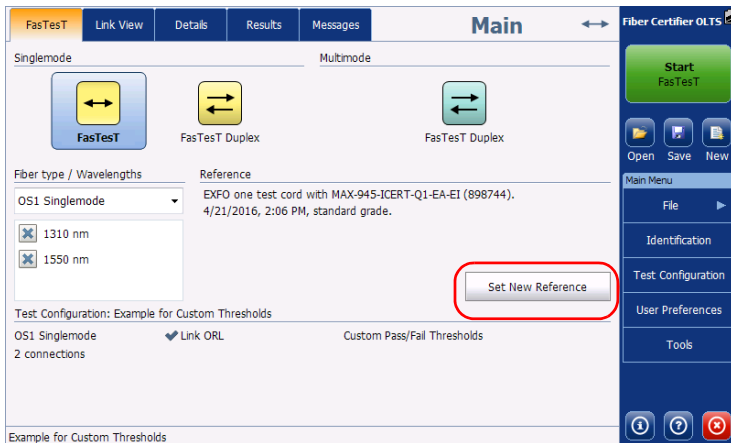 FasTesT
Link View
Details
Results
Messages
Main
Fiber Certifier OLTS
Singlemode
Multimode
FasTesT
FasTesT Duplex
FasTesT Duplex
Start
FasTesT
Open
Save
New
Fiber type / Wavelengths
Reference
OS1 Singlemode
EXFO one test cord with MAX-945-ICERT-Q1-EA-EI (898744).
4/21/2016, 2:06 PM, standard grade.
1310 nm
1550 nm
Set New Reference
Main Menu
File
Identification
Test Configuration
User Preferences
Tools
Test Configuration: Example for Custom Thresholds
OS1 Singlemode
Link ORL
Custom Pass/Fail Thresholds
2 connections
Example for Custom Thresholds